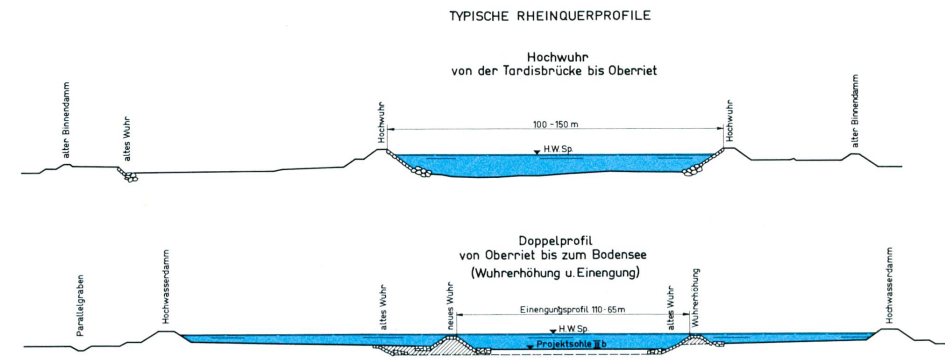 TYPISCHE RHEINQUERPROFILE
Hochwuhr
von der Tardisbrücke bis Oberriet
alter Binnendamm
altes Wuhr
Hochwuhr
100 - 150 m
Hochwuhr
alter Binnendamm
H.W. Sp.
Doppelprofil
von Oberriet bis zum Bodensee
(Wuhrerhöhung u. Einengung)
Parallelgraben
Hochwasserdamm
altes Wuhr
neues Wuhr
Einengungsprofil 110 - 65 m
altes Wuhr
Wuhrerhöhung
Hochwasserdamm
H.W. Sp.
Projektsohle III b